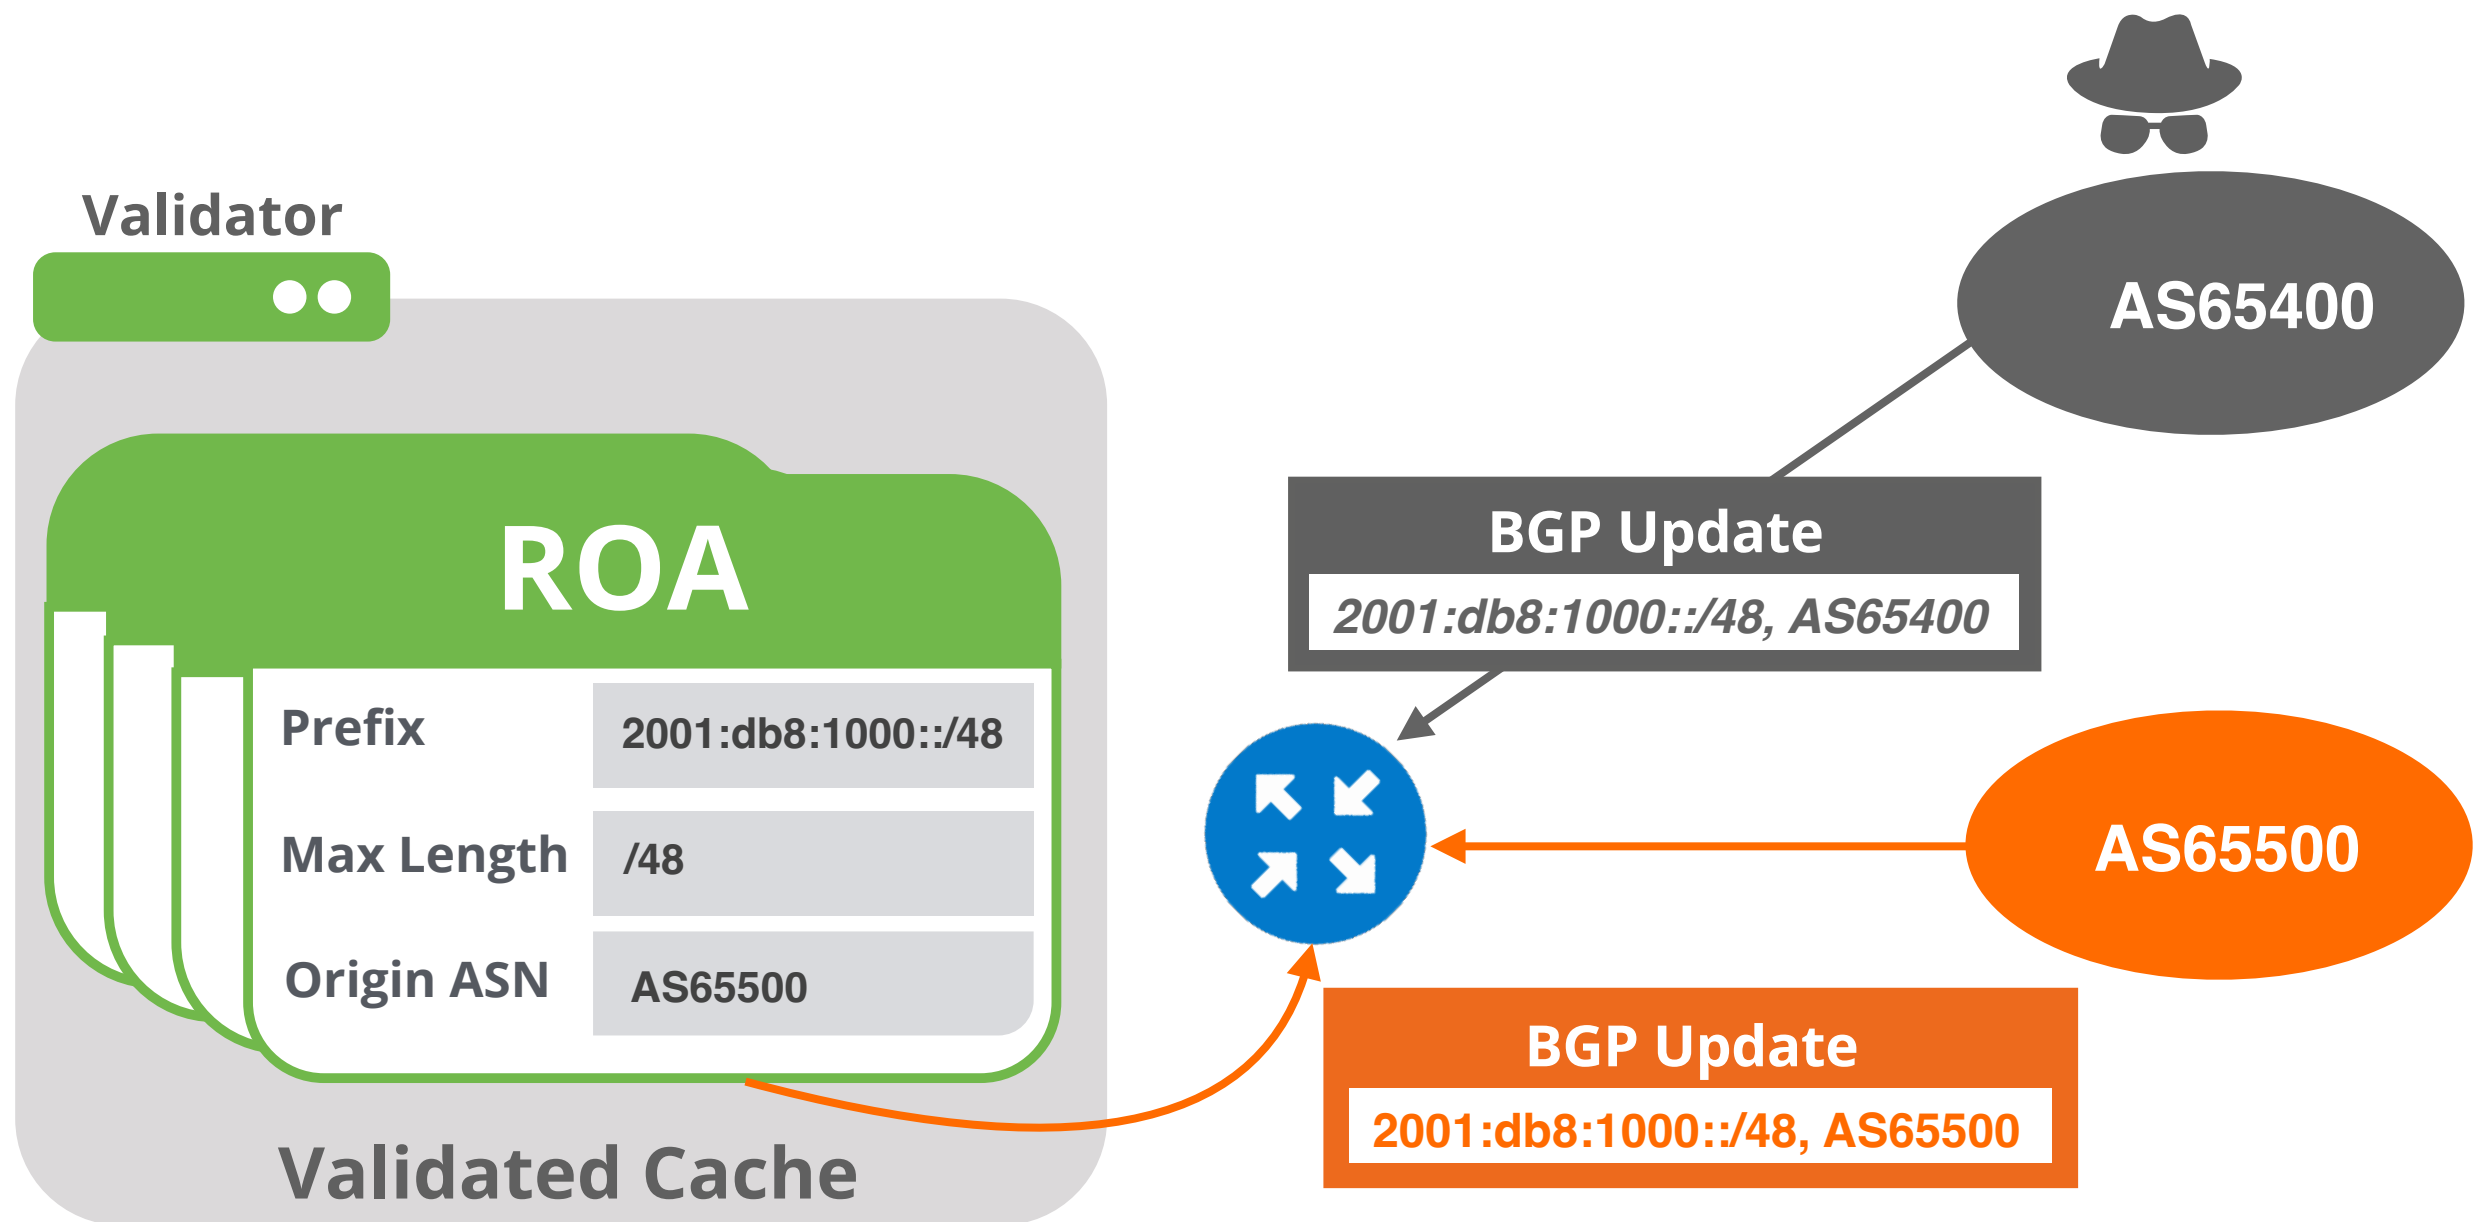 Validator
ROA
Prefix 2001:db8:1000::/48
Max Length /48
Origin ASN AS65500
Validated Cache
AS65400
BGP Update
2001:db8:1000::/48, AS65400
AS65500
BGP Update
2001:db8:1000::/48, AS65500